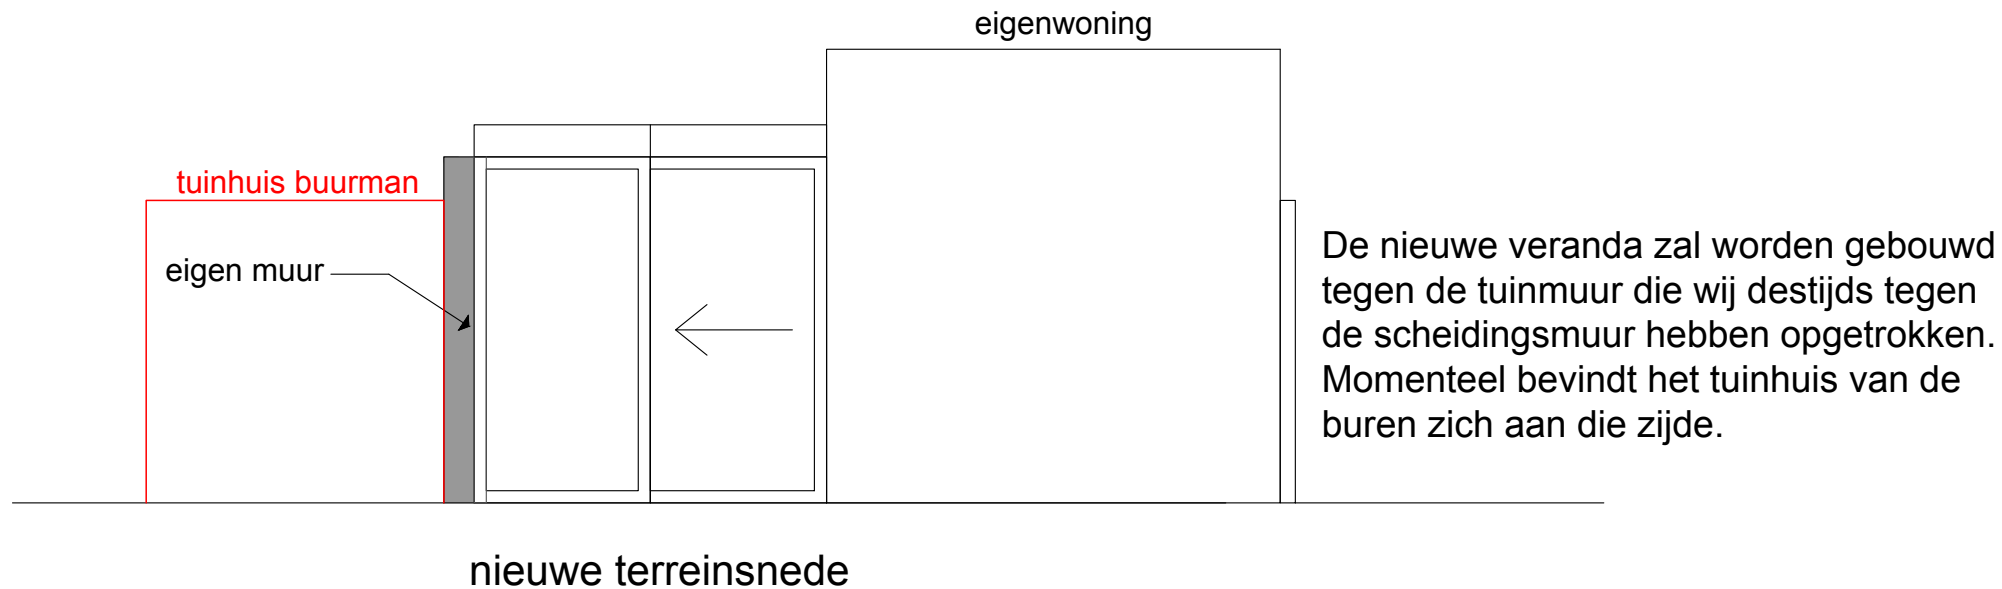 eigenwoning
tuinhuis buurman
eigen muur
De nieuwe veranda zal worden gebouwd
tegen de tuinmuur die wij destijds tegen
de scheidingsmuur hebben opgetrokken.
Momenteel bevindt het tuinhuis van de
buren zich aan die zijde.
nieuwe terreinsnede